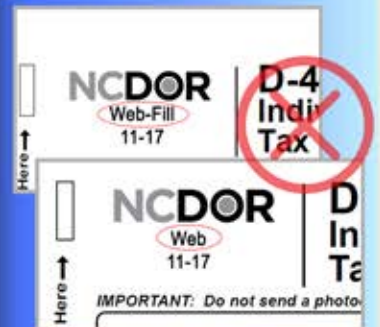 NCDOR
Web-Fill
11-17
D-4
Indi
Tax
Here
NCDOR
Web
11-17
D
In
Ta
Here
IMPORTANT: Do not send a photo